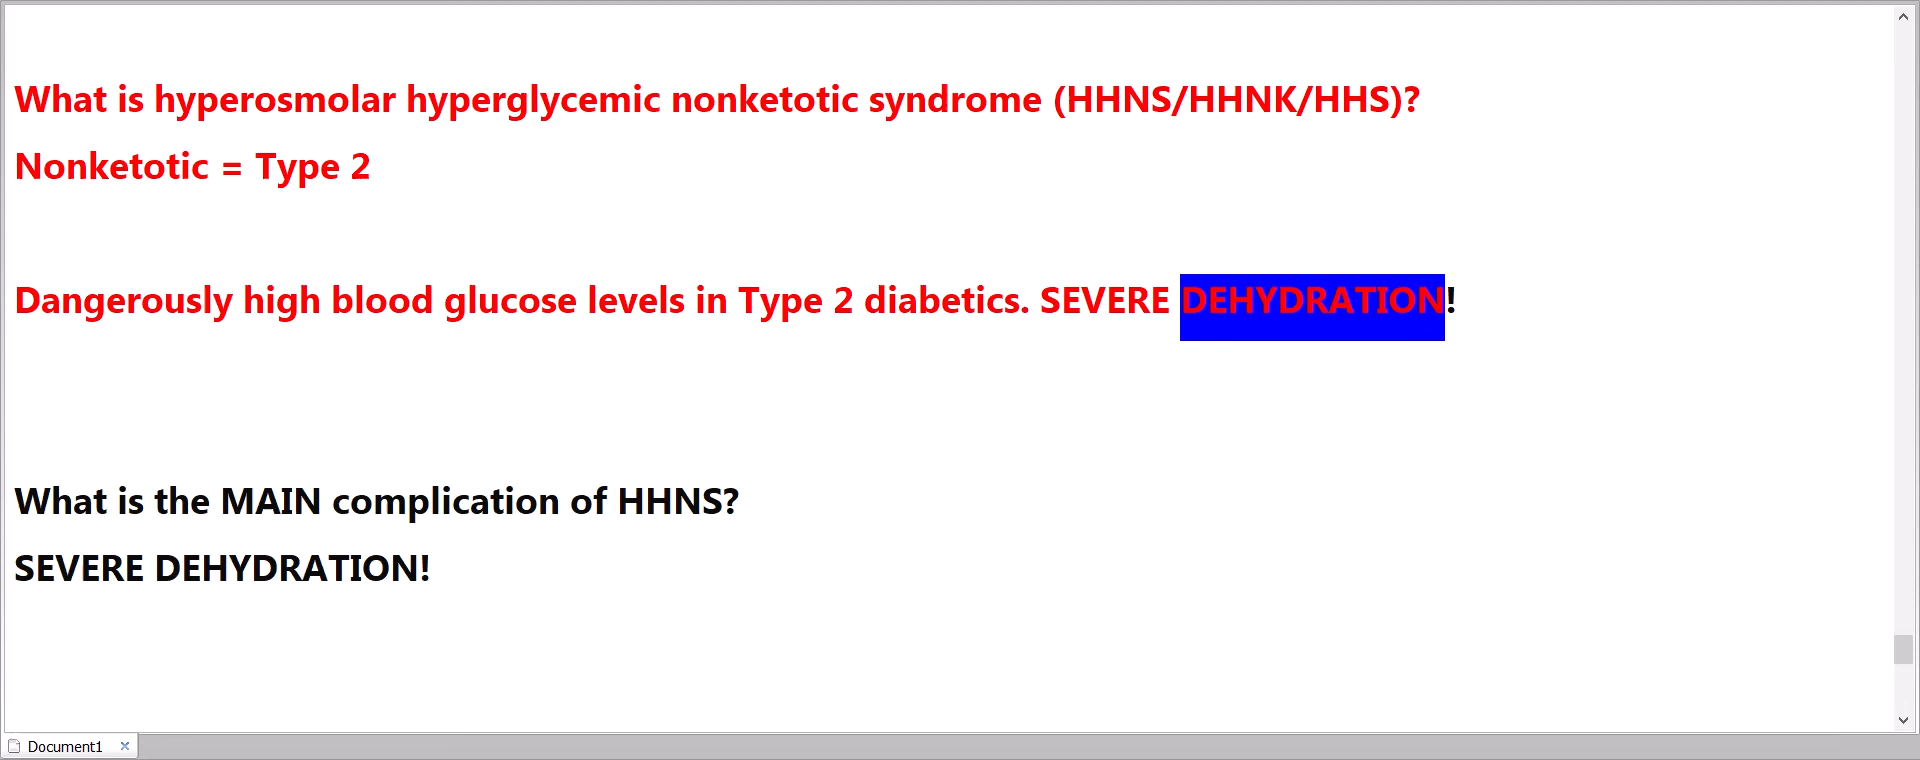 What is hyperosmolar hyperglycemic nonketotic syndrome (HHNS/HHNK/HHS)?
Nonketotic = Type 2
Dangerously high blood glucose levels in Type 2 diabetics. SEVERE DEHYDRATION!
What is the MAIN complication of HHNS?
SEVERE DEHYDRATION!
Document1